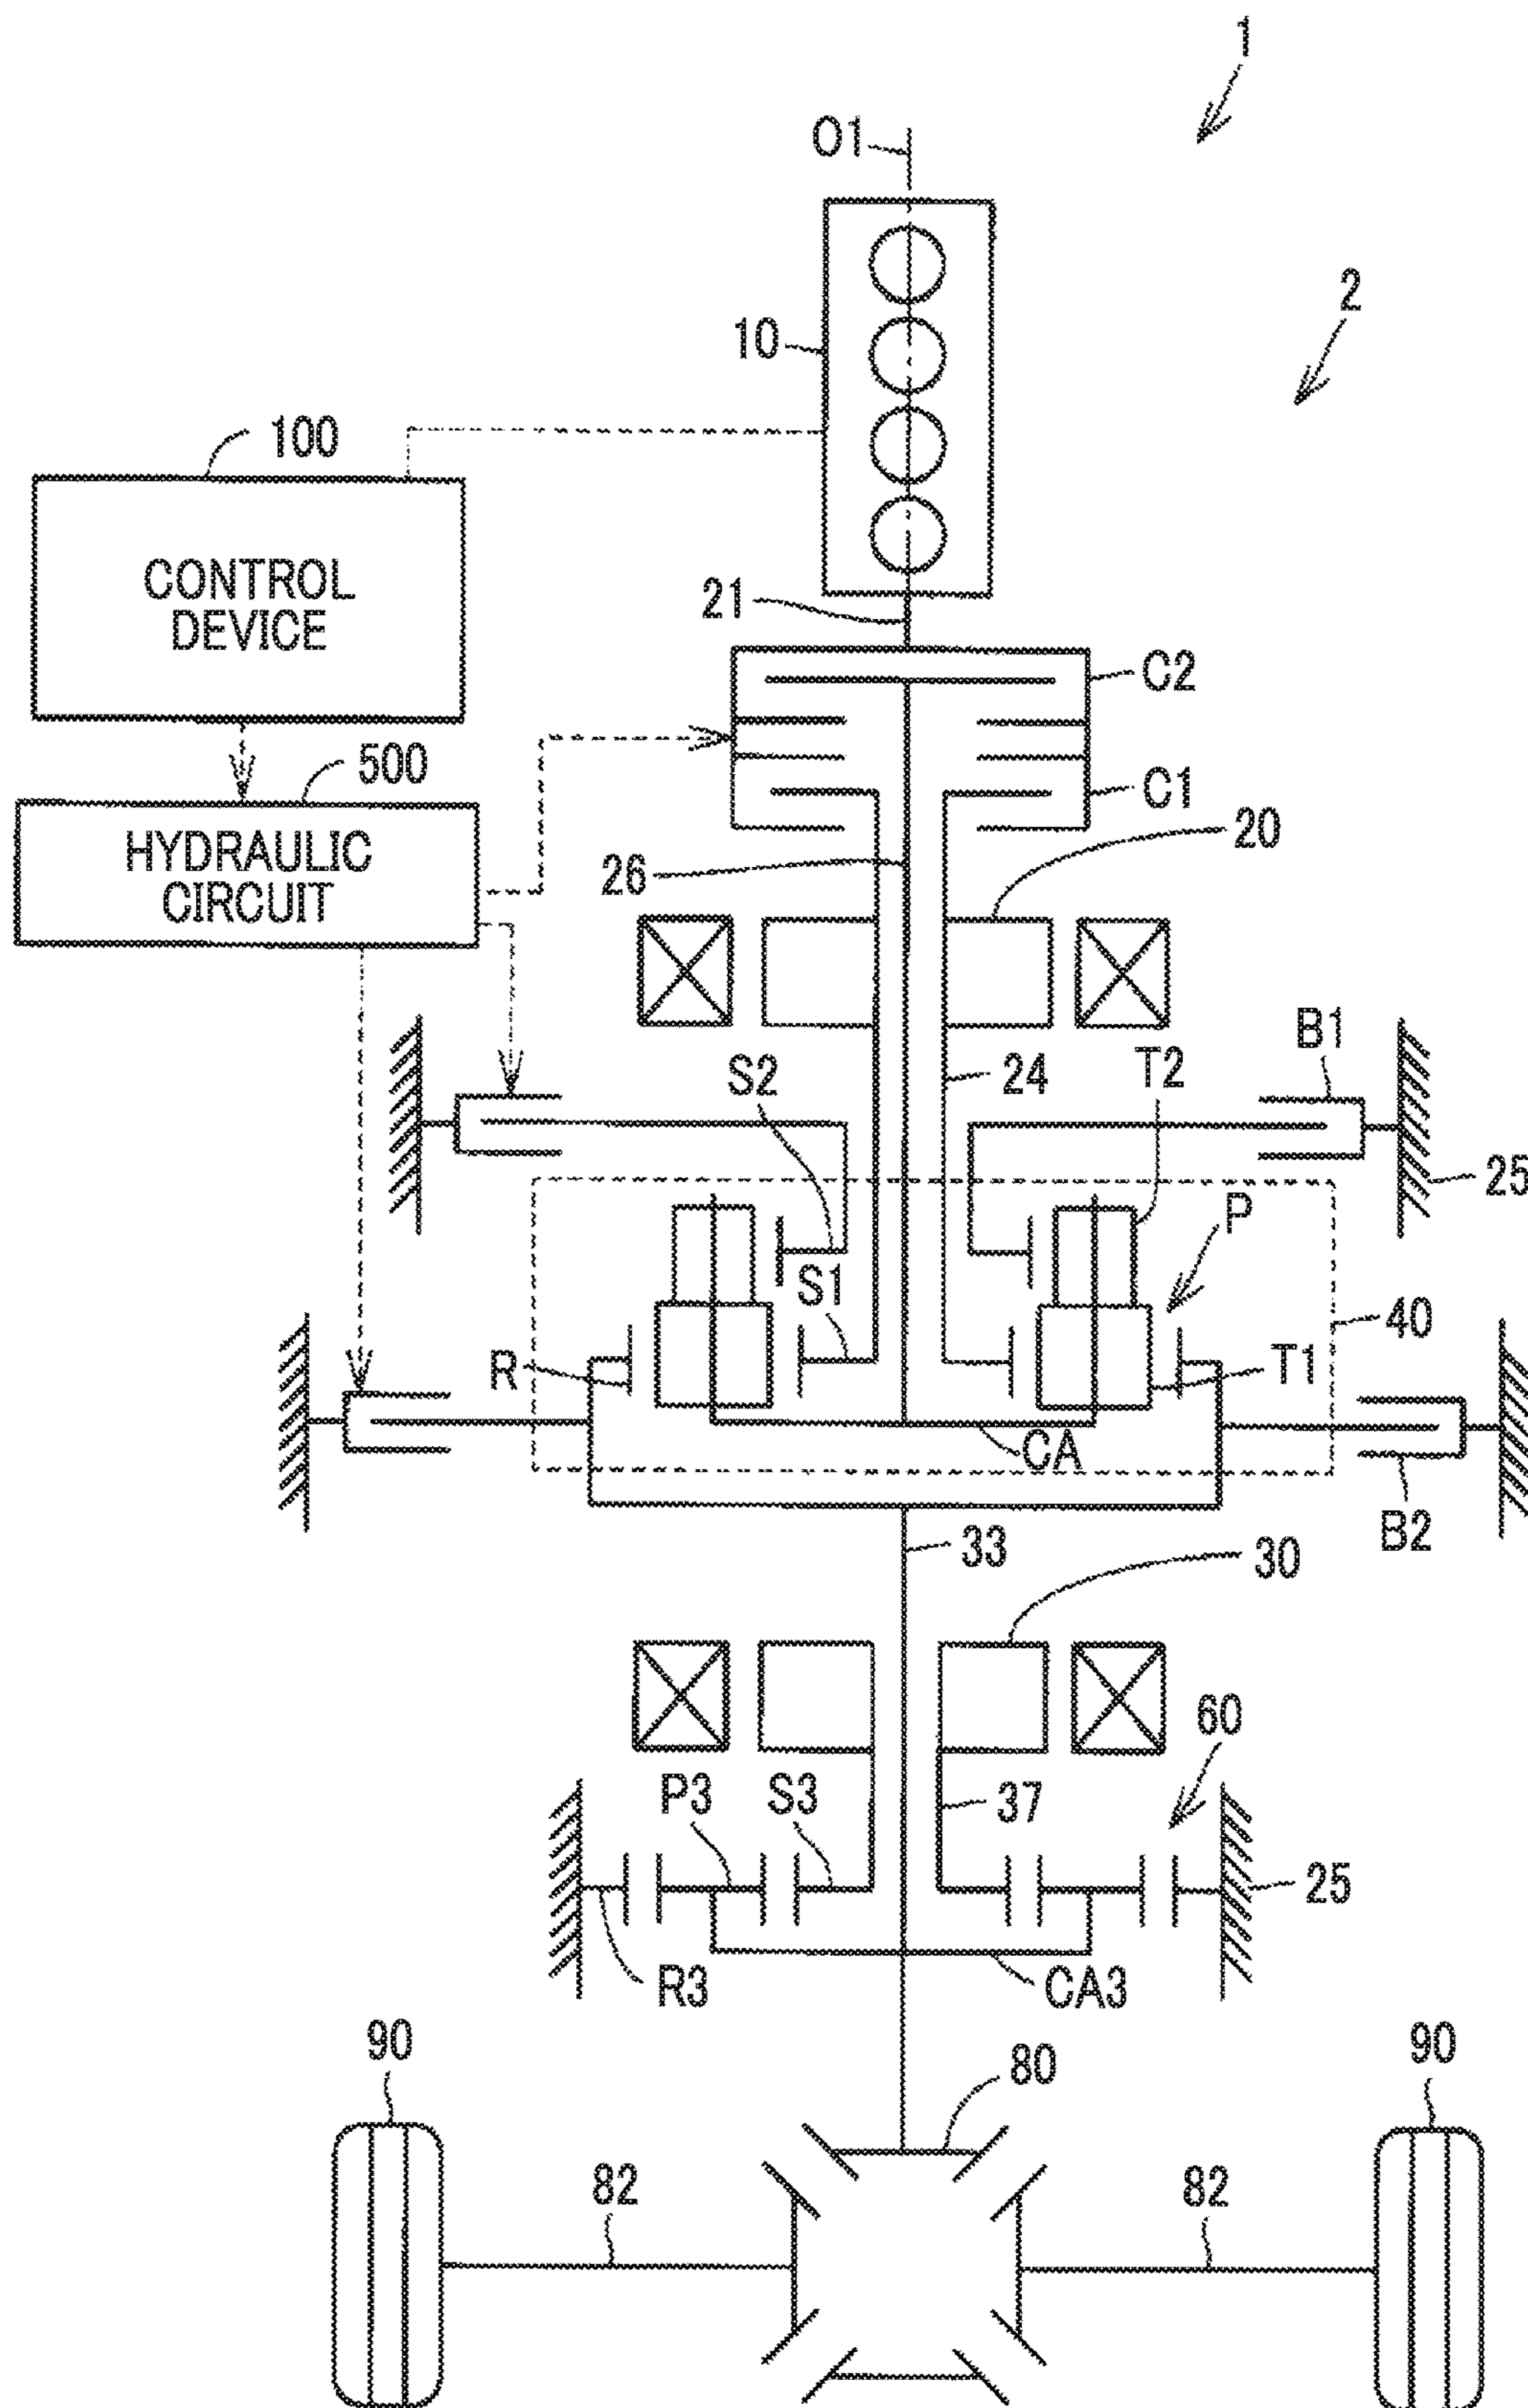 1
O1
2
10
100
CONTROL
DEVICE
21
C2
500
C1
20
HYDRAULIC
CIRCUIT
26
B1
S2
24
T2
25
P
S1
40
R
T1
CA
B2
33
30
60
P3
S3
37
25
R3
CA3
90
90
80
82
82